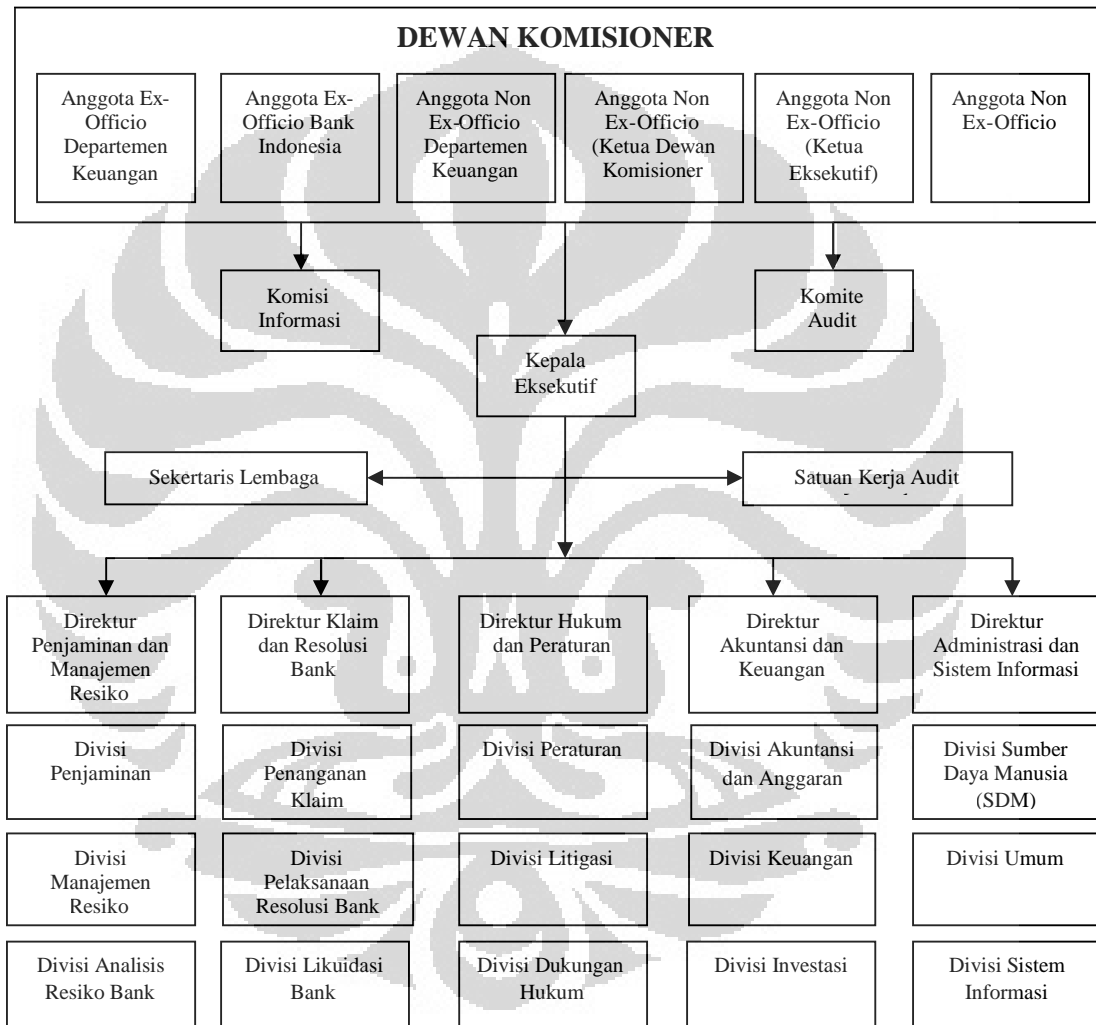 DEWAN KOMISIONER
Anggota Ex-
Officio
Departemen
Keuangan
Anggota Ex-
Officio Bank
Indonesia
Anggota Non
Ex-Officio
Departemen
Keuangan
Anggota Non
Ex-Officio
(Ketua Dewan
Komisioner
Anggota Non
Ex-Officio
(Ketua
Eksekutif)
Anggota Non
Ex-Officio
Komisi
Informasi
Komite
Audit
Kepala
Eksekutif
Sekertaris Lembaga
Satuan Kerja Audit
Direktur
Penjaminan dan
Manajemen
Resiko
Direktur Klaim
dan Resolusi
Bank
Direktur Hukum
dan Peraturan
Direktur
Akuntansi dan
Keuangan
Direktur
Administrasi dan
Sistem Informasi
Divisi
Penjaminan
Divisi
Penanganan
Klaim
Divisi Peraturan
Divisi Akuntansi
dan Anggaran
Divisi Sumber
Daya Manusia
(SDM)
Divisi
Manajemen
Resiko
Divisi
Pelaksanaan
Resolusi Bank
Divisi Litigasi
Divisi Keuangan
Divisi Umum
Divisi Analisis
Resiko Bank
Divisi Likuidasi
Bank
Divisi Dukungan
Hukum
Divisi Investasi
Divisi Sistem
Informasi